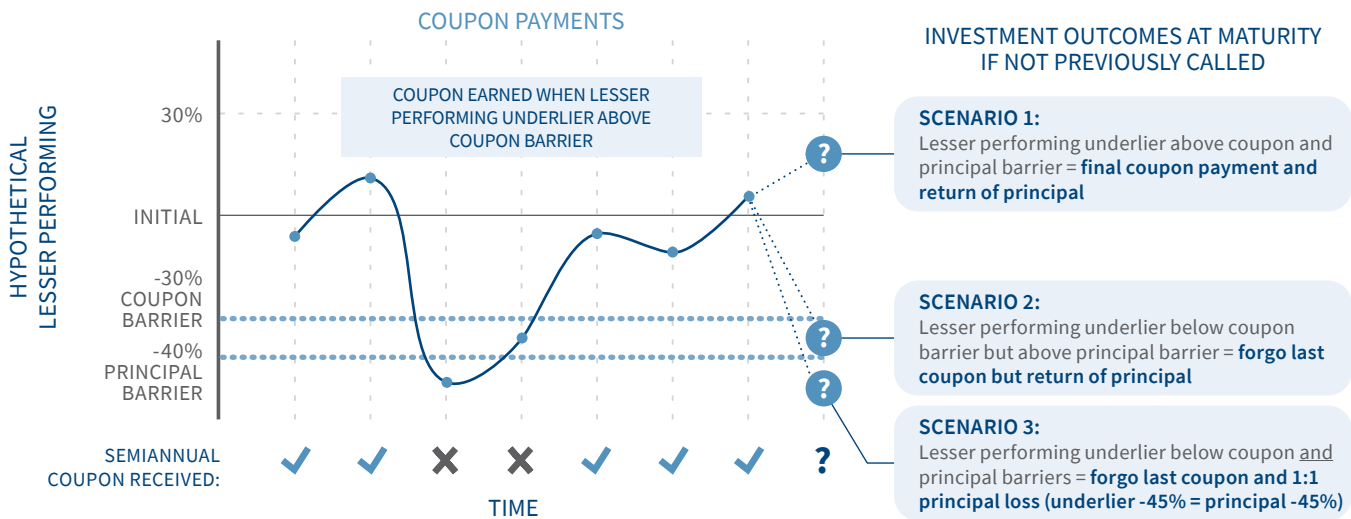 COUPON PAYMENTS
HYPOTHETICAL
LESSER PERFORMING
30%
INITIAL
-30%
COUPON
BARRIER
-40%
PRINCIPAL
BARRIER
COUPON EARNED WHEN LESSER
PERFORMING UNDERLIER ABOVE
COUPON BARRIER
?
?
?
SEMIANNUAL
COUPON RECEIVED:
?
TIME
INVESTMENT OUTCOMES AT MATURITY
IF NOT PREVIOUSLY CALLED
SCENARIO 1:
Lesser performing underlier above coupon and
principal barrier = final coupon payment and
return of principal
SCENARIO 2:
Lesser performing underlier below coupon
barrier but above principal barrier = forgo last
coupon but return of principal
SCENARIO 3:
Lesser performing underlier below coupon and
principal barriers = forgo last coupon and 1:1
principal loss (underlier -45% = principal -45%)